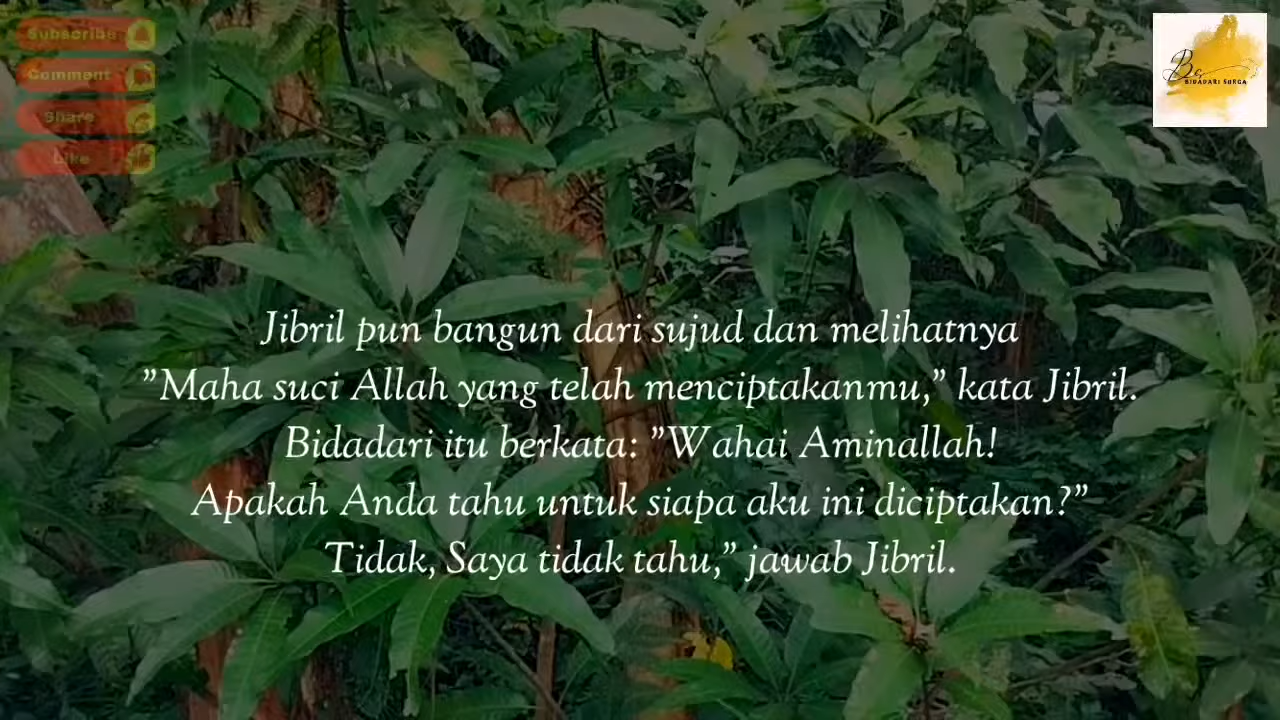 Subscribe
Comment
Share
Like
Bs
BIDADARI SURGA
Jibril pun bangun dari sujud dan melihatnya
”Maha suci Allah yang telah menciptakanmu,” kata Jibril.
Bidadari itu berkata: ”Wahai Aminallah!
Apakah Anda tahu untuk siapa aku ini diciptakan?”
Tidak, Saya tidak tahu,” jawab Jibril.